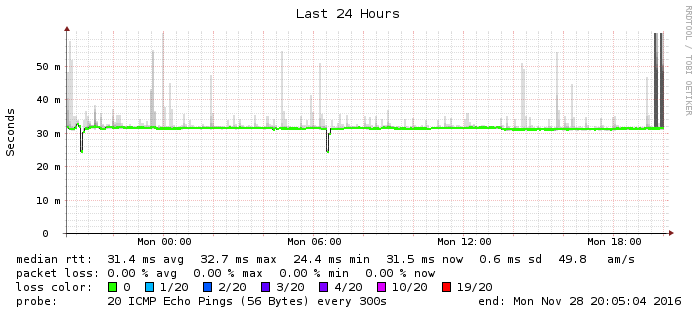 Last 24 Hours
RRDTOOL / TOBI OETIKER
Seconds
50 m
40 m
30 m
20 m
10 m
0
Mon 00:00 Mon 06:00 Mon 12:00 Mon 18:00
median rtt: 31.4 ms avg 32.7 ms max 24.4 ms min 31.5 ms now 0.6 ms sd 49.8 am/s
packet loss: 0.00 % avg 0.00 % max 0.00 % min 0.00 % now
loss color: 0 1/20 2/20 3/20 4/20 10/20 19/20
probe: 20 ICMP Echo Pings (56 Bytes) every 300s end: Mon Nov 28 20:05:04 2016